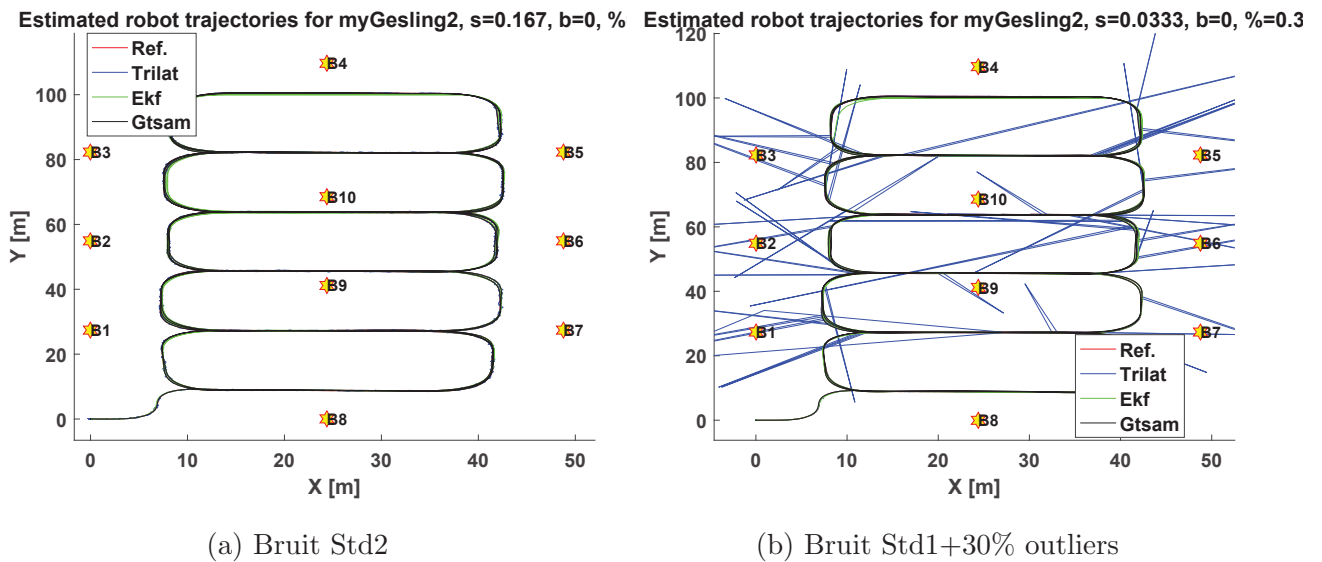 Estimated robot trajectories for myGesling2, s=0.167, b=0, %
Ref.
Trilat
Ekf
Gtsam
B4
B3
B5
B10
B2
B6
B9
B1
B7
B8
100
80
60
40
20
0
Y [m]
0 10 20 30 40 50
X [m]
(a) Bruit Std2
Estimated robot trajectories for myGesling2, s=0.0333, b=0, %=0.3
B4
B3
B5
B10
B2
B6
B9
B1
B7
B8
Ref.
Trilat
Ekf
Gtsam
120
100
80
60
40
20
0
Y [m]
0 10 20 30 40 50
X [m]
(b) Bruit Std1+30% outliers